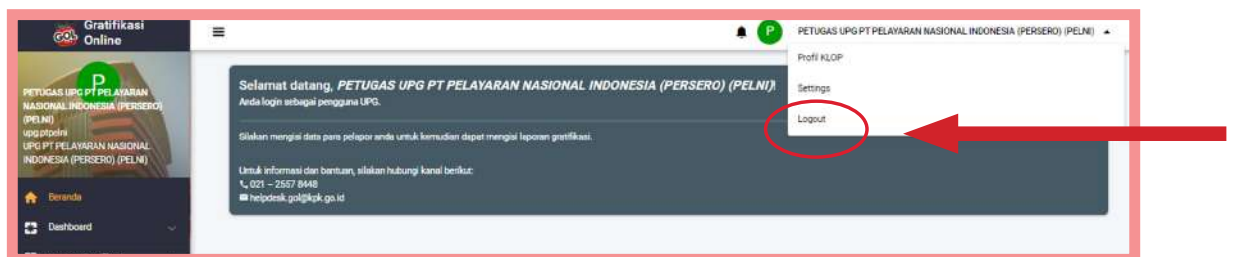 Gratifikasi
Online
GOL
P
PETUGAS UPG PT PELAYARAN NASIONAL INDONESIA (PERSERO) (PELNI)
Profil KLOP
Settings
Logout
P
PETUGAS UPG PT PELAYARAN
NASIONAL INDONESIA (PERSERO)
(PELNI)
upg.ptpelni
UPG PT PELAYARAN NASIONAL
INDONESIA (PERSERO) (PELNI)
Beranda
Dashboard
Selamat datang, PETUGAS UPG PT PELAYARAN NASIONAL INDONESIA (PERSERO) (PELNI)!
Anda login sebagai pengguna UPG.
Silakan mengisi data para pelapor anda untuk kemudian dapat mengisi laporan gratifikasi.
Untuk informasi dan bantuan, silakan hubungi kanal berikut:
021 – 2557 8448
helpdesk.gol@kpk.go.id